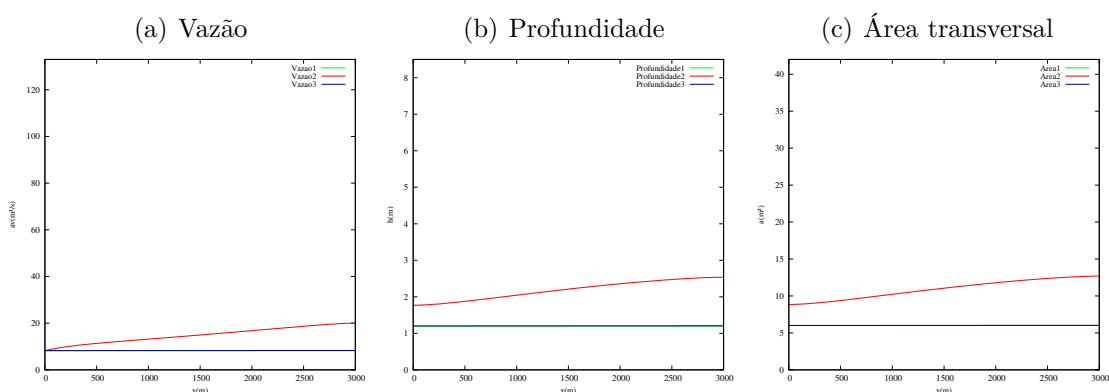 (a) Vazão
(b) Profundidade
(c) Área transversal
Vazao1
Vazao2
Vazao3
120
100
80
60
40
20
0
av(m³/s)
0 500 1000 1500 2000 2500 3000
x(m)
Profundidade1
Profundidade2
Profundidade3
8
7
6
5
4
3
2
1
0
h(m)
0 500 1000 1500 2000 2500 3000
x(m)
Area1
Area2
Area3
40
35
30
25
20
15
10
5
0
a(m²)
0 500 1000 1500 2000 2500 3000
x(m)